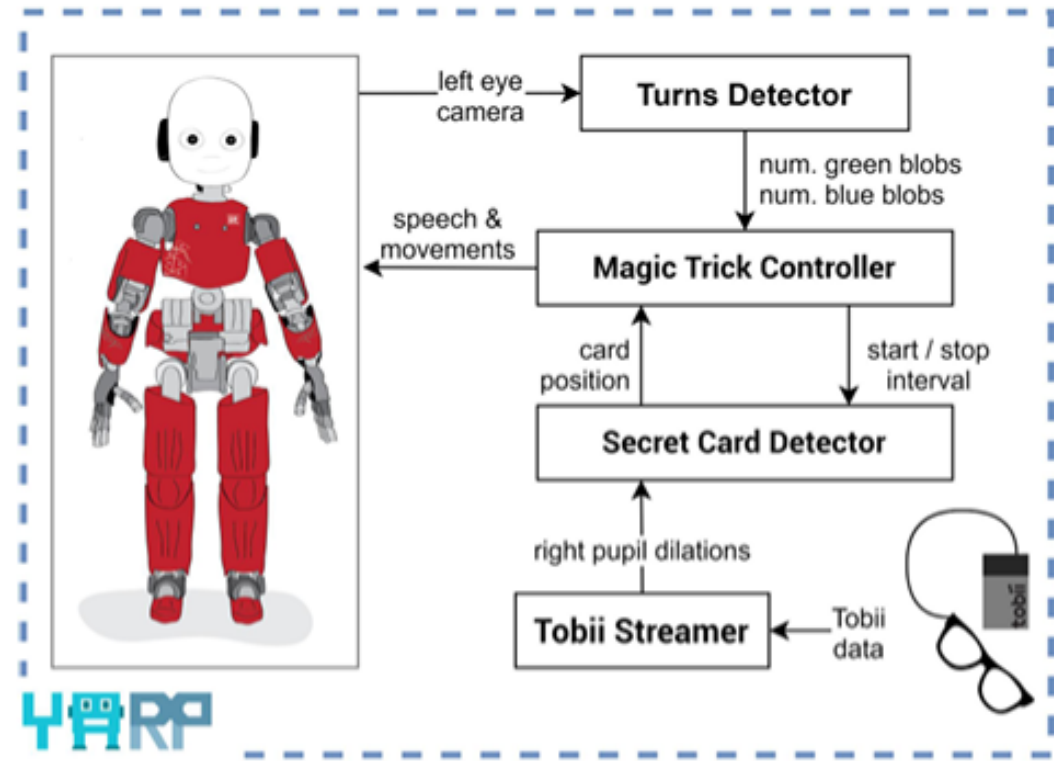 left eye
camera
Turns Detector
num. green blobs
num. blue blobs
speech &
movements
Magic Trick Controller
card
position
start / stop
interval
Secret Card Detector
right pupil dilations
Tobii Streamer
Tobii
data
tobii
YARP